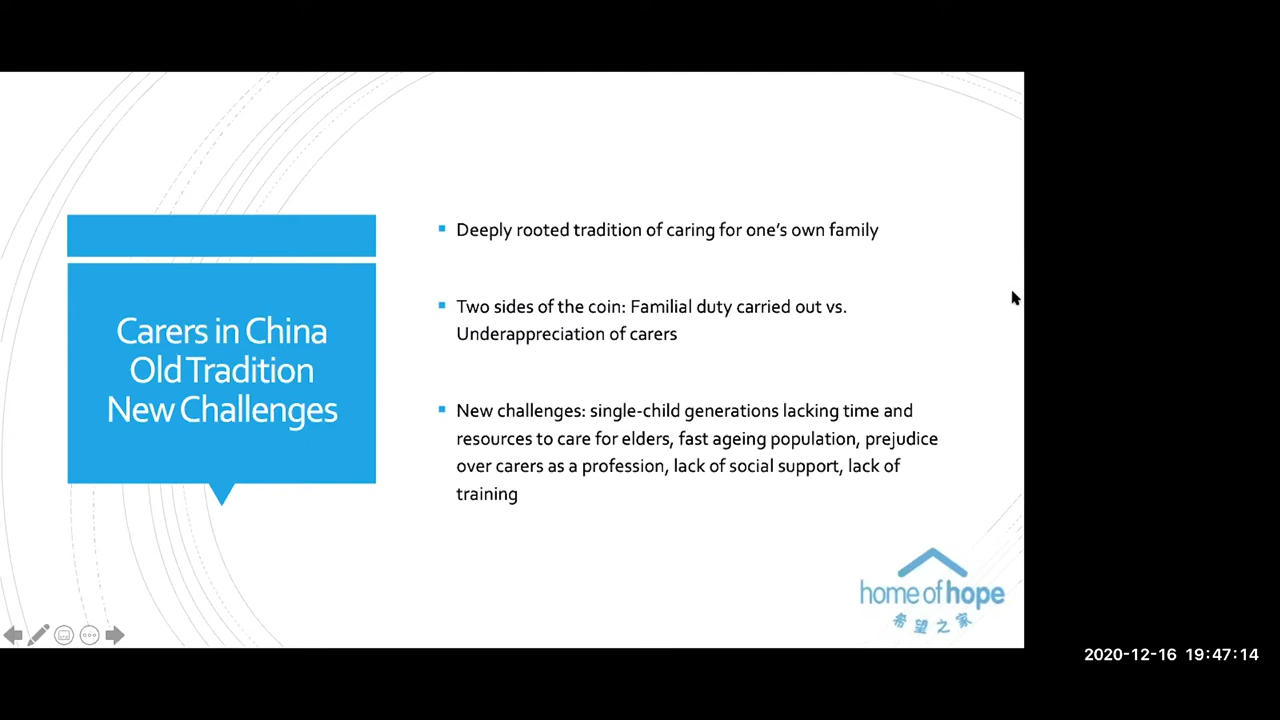 Carers in China
Old Tradition
New Challenges
Deeply rooted tradition of caring for one’s own family
Two sides of the coin: Familial duty carried out vs.
Underappreciation of carers
New challenges: single-child generations lacking time and
resources to care for elders, fast ageing population, prejudice
over carers as a profession, lack of social support, lack of
training
home of hope
希望之家
2020-12-16 19:47:14